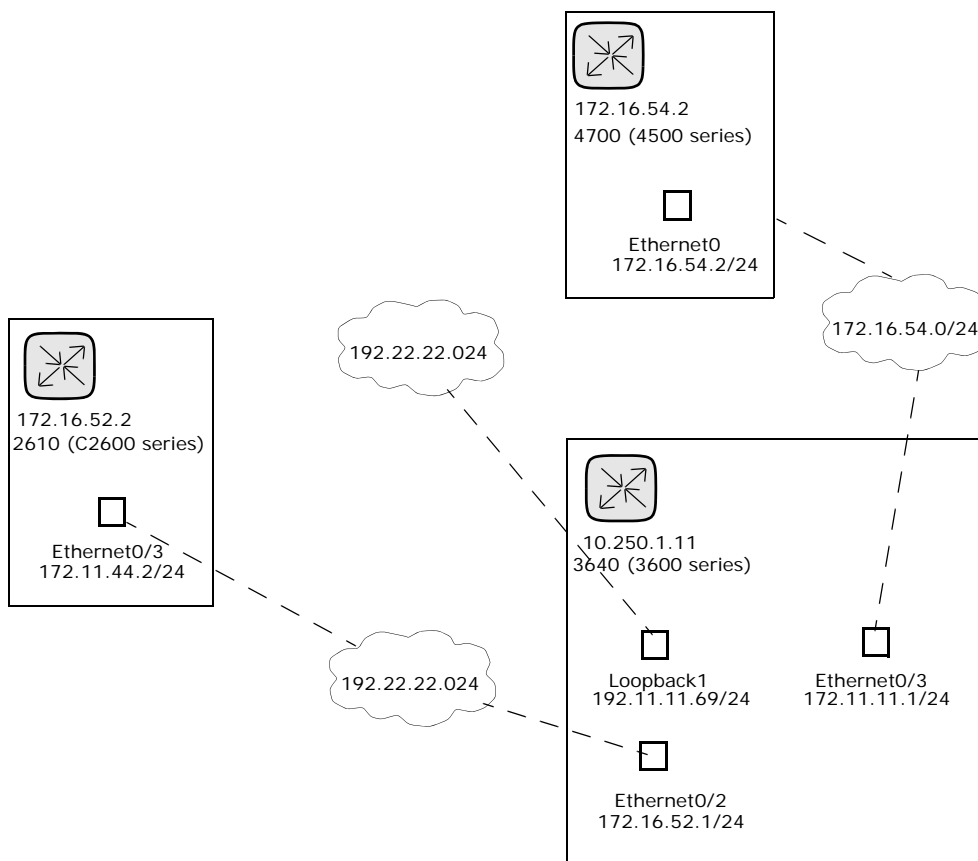 172.16.54.2
4700 (4500 series)
Ethernet0
172.16.54.2/24
172.16.54.0/24
192.22.22.024
172.16.52.2
2610 (C2600 series)
Ethernet0/3
172.11.44.2/24
192.22.22.024
10.250.1.11
3640 (3600 series)
Loopback1
192.11.11.69/24
Ethernet0/3
172.11.11.1/24
Ethernet0/2
172.16.52.1/24